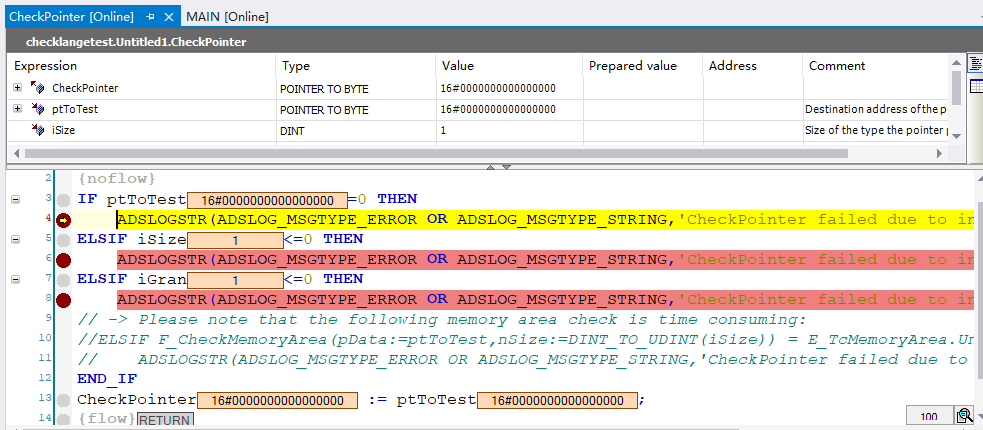 CheckPointer [Online] MAIN [Online]
checklangetest.Untitled1.CheckPointer
Expression Type Value Prepared value Address Comment
CheckPointer POINTER TO BYTE 16#0000000000000000
ptToTest POINTER TO BYTE 16#0000000000000000 Destination address of the p
iSize DINT 1 Size of the type the pointer p
2 {noflow}
3 IF ptToTest 16#0000000000000000 =0 THEN
4 ADSLOGSTR(ADSLOG_MSGTYPE_ERROR OR ADSLOG_MSGTYPE_STRING,'CheckPointer failed due to in
5 ELSIF iSize 1 <=0 THEN
6 ADSLOGSTR(ADSLOG_MSGTYPE_ERROR OR ADSLOG_MSGTYPE_STRING,'CheckPointer failed due to in
7 ELSIF iGran 1 <=0 THEN
8 ADSLOGSTR(ADSLOG_MSGTYPE_ERROR OR ADSLOG_MSGTYPE_STRING,'CheckPointer failed due to in
9 // -> Please note that the following memory area check is time consuming:
10 //ELSIF F_CheckMemoryArea(pData:=ptToTest,nSize:=DINT_TO_UDINT(iSize)) = E_TcMemoryArea.Un
11 // ADSLOGSTR(ADSLOG_MSGTYPE_ERROR OR ADSLOG_MSGTYPE_STRING,'CheckPointer failed due to
12 END_IF
13 CheckPointer 16#0000000000000000 := ptToTest 16#0000000000000000 ;
14 {flow} RETURN
100